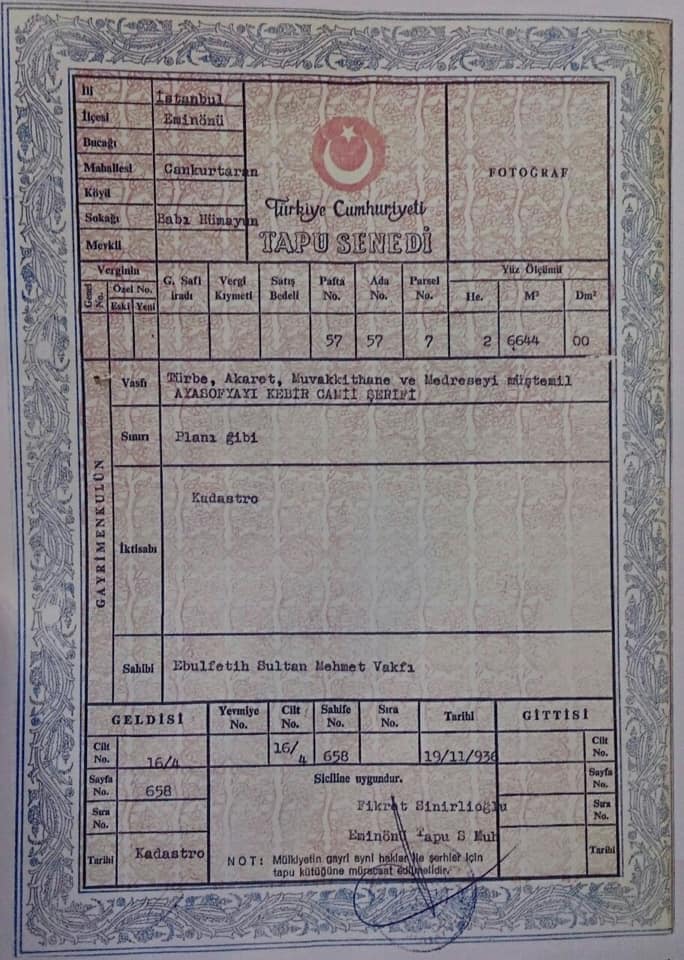 İli İstanbul
İlçesi Eminönü
Bucağı
Mahallesi Cankurtaran
Köyü
Sokağı Babı Hümayun
Mevkii
Türkiye Cumhuriyeti
TAPU SENEDİ
FOTOĞRAF
Verginin
Genel No.
Özel No.
Eski Yeni
G. Safi iradı
Vergi Kıymeti
Satış Bedeli
Pafta No.
Ada No.
Parsel No.
Yüz Ölçümü
He. M² Dm²
57 57 7 2 6644 00
GAYRİMENKULÜN
Vasfı Türbe, Akaret, Muvakkithane ve Medreseyi müştemil
AYASOFYAYI KEBİR CAMİİ ŞERİFİ
Sınırı Planı gibi
İktisabı Kadastro
Sahibi Ebulfetih Sultan Mehmet Vakfı
GELDİSİ
Yevmiye No.
Cilt No.
Sahife No.
Sıra No.
Tarihi
GİTTİSİ
Cilt No. 16/4
16/4 658 19/11/936
Cilt No.
Sayfa No. 658
Siciline uygundur.
Sayfa No.
Sıra No.
Fikret Sinirlioğlu
Sıra No.
Eminönü Tapu S Muh
Tarihi Kadastro
Tarihi
NOT: Mülkiyetin gayri ayni haklar ile şerhler için
tapu kütüğüne müracaat edilmelidir.